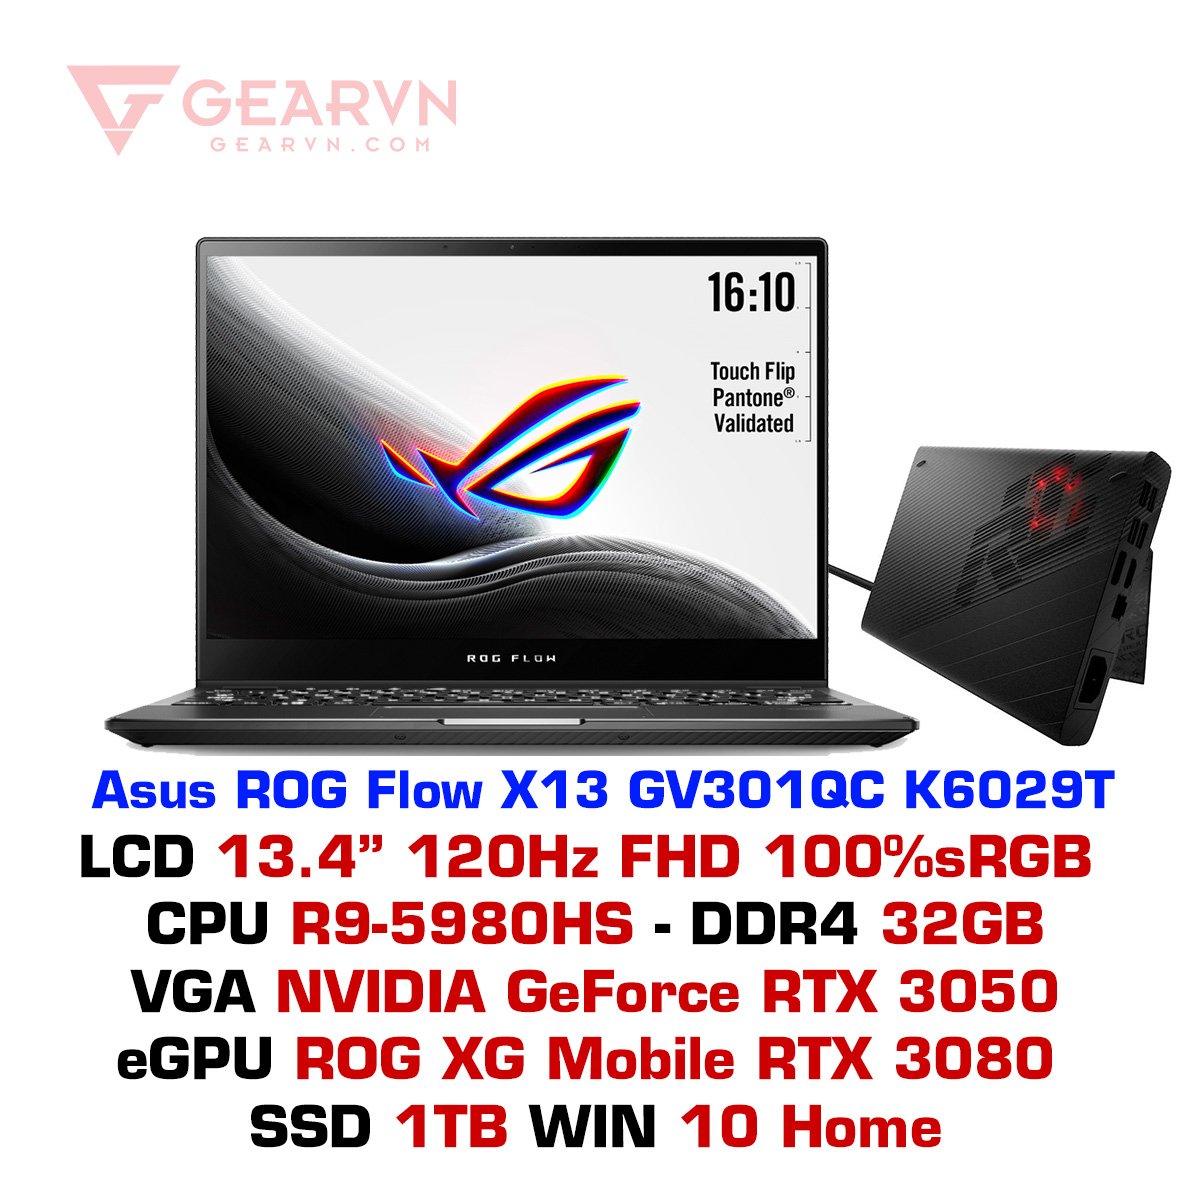 GEARVN
GEARVN.COM
16:10
Touch Flip
Pantone®
Validated
ROG FLOW
Asus ROG Flow X13 GV301QC K6029T
LCD 13.4” 120Hz FHD 100%sRGB
CPU R9-5980HS - DDR4 32GB
VGA NVIDIA GeForce RTX 3050
eGPU ROG XG Mobile RTX 3080
SSD 1TB WIN 10 Home